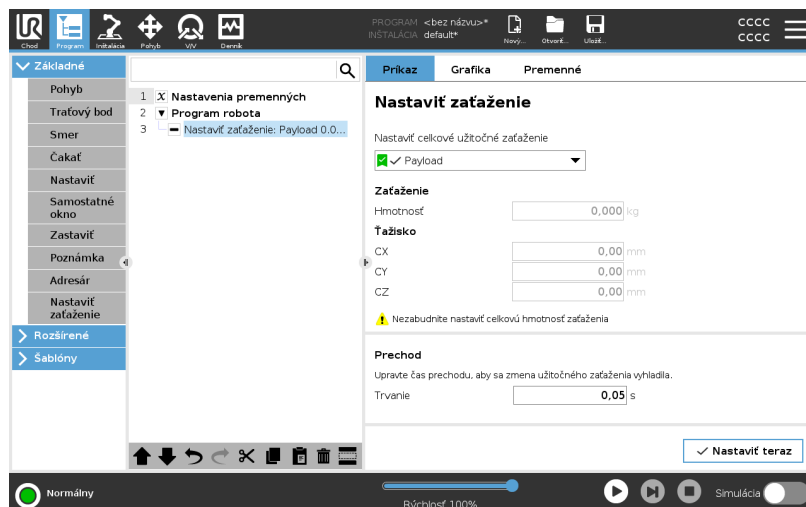 PROGRAM <bez názvu>*
INŠTALÁCIA default*
CCCC
CCCC
Chod
Program
Inštalácia
Pohyb
V/V
Denník
Nový...
Otvoriť...
Uložiť...
Základné
Pohyb
Traťový bod
Smer
Čakať
Nastaviť
Samostatné
okno
Zastaviť
Poznámka
Adresár
Nastaviť
zaťaženie
Rozšírené
Šablóny
1 X Nastavenia premenných
2 Program robota
3 Nastaviť zaťaženie: Payload 0.0...
Príkaz Grafika Premenné
Nastaviť zaťaženie
Nastaviť celkové užitočné zaťaženie
Payload
Zaťaženie
Hmotnosť 0,000 kg
Ťažisko
CX 0,00 mm
CY 0,00 mm
CZ 0,00 mm
Nezabudnite nastaviť celkovú hmotnosť zaťaženia
Prechod
Upravte čas prechodu, aby sa zmena užitočného zaťaženia vyhladila.
Trvanie 0,05 s
Nastaviť teraz
Normálny
Rýchlosť 100%
Simulácia